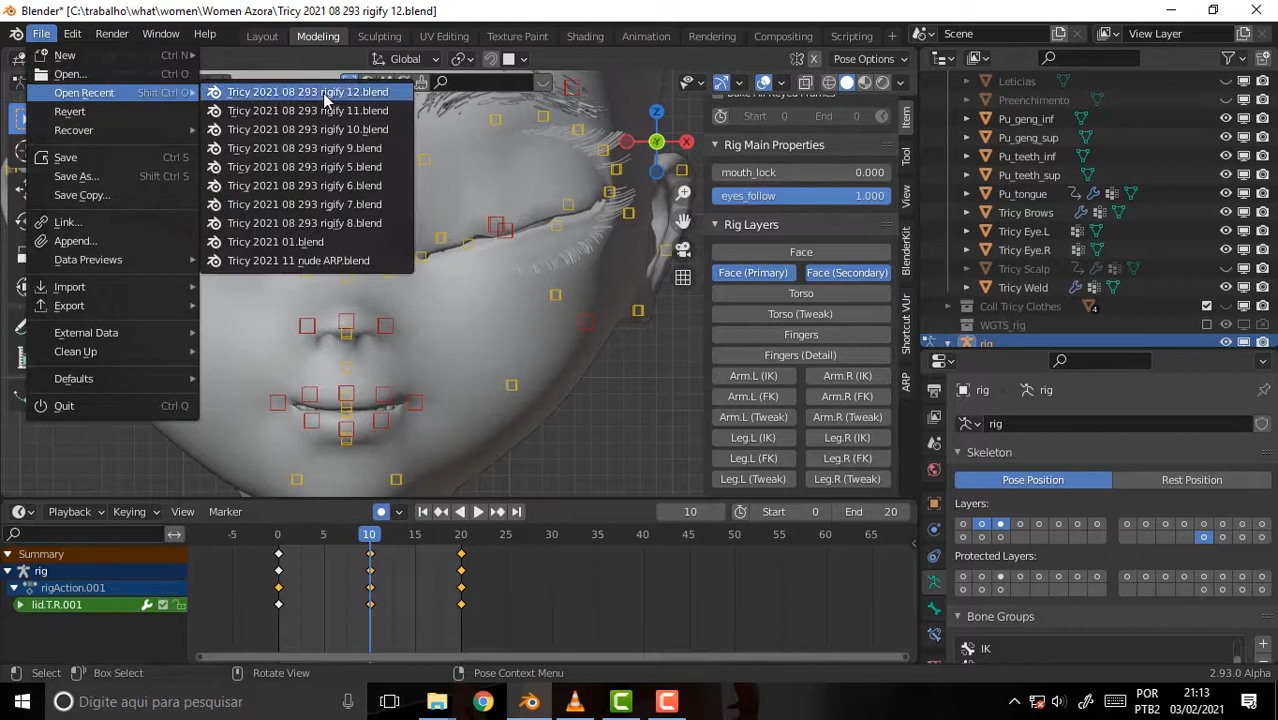 Blender* [C:\trabalho\what\women\Women Azora\Tricy 2021 08 293 rigify 12.blend]
File Edit Render Window Help Layout Modeling Sculpting UV Editing Texture Paint Shading Animation Rendering Compositing Scripting Scene View Layer
New Ctrl N
Open... Ctrl O
Open Recent Shift Ctrl O
Revert
Recover
Save Ctrl S
Save As... Shift Ctrl S
Save Copy...
Link...
Append...
Data Previews
Import
Export
External Data
Clean Up
Defaults
Quit Ctrl Q
Tricy 2021 08 293 rigify 12.blend
Tricy 2021 08 293 rigify 11.blend
Tricy 2021 08 293 rigify 10.blend
Tricy 2021 08 293 rigify 9.blend
Tricy 2021 08 293 rigify 5.blend
Tricy 2021 08 293 rigify 6.blend
Tricy 2021 08 293 rigify 7.blend
Tricy 2021 08 293 rigify 8.blend
Tricy 2021 01.blend
Tricy 2021 11 nude ARP.blend
Global
X Y Z
Pose Options
Start 0 End 0
Rig Main Properties
mouth_lock 0.000
eyes_follow 1.000
Rig Layers
Face
Face (Primary) Face (Secondary)
Torso
Torso (Tweak)
Fingers
Fingers (Detail)
Arm.L (IK) Arm.R (IK)
Arm.L (FK) Arm.R (FK)
Arm.L (Tweak) Arm.R (Tweak)
Leg.L (IK) Leg.R (IK)
Leg.L (FK) Leg.R (FK)
Leg.L (Tweak) Leg.R (Tweak)
Item
Tool
View
BlenderKit
Shortcut VUr
ARP
X
Z
-Y
Leticias
Preenchimento
Pu_geng_inf
Pu_geng_sup
Pu_teeth_inf
Pu_teeth_sup
Pu_tongue
Tricy Brows
Tricy Eye.L
Tricy Eye.R
Tricy Scalp
Tricy Weld
Coll Tricy Clothes 4
WGTS_rig
rig
rig rig
rig
Skeleton
Pose Position Rest Position
Layers:
Protected Layers:
Bone Groups
IK
Playback Keying View Marker 10 Start 0 End 20
-5 0 5 10 15 20 25 30 35 40 45 50 55 60 65
Summary
rig
rigAction.001
lid.T.R.001
Select Box Select Rotate View Pose Context Menu 2.93.0 Alpha
Digite aqui para pesquisar
POR
PTB2
21:13
03/02/2021